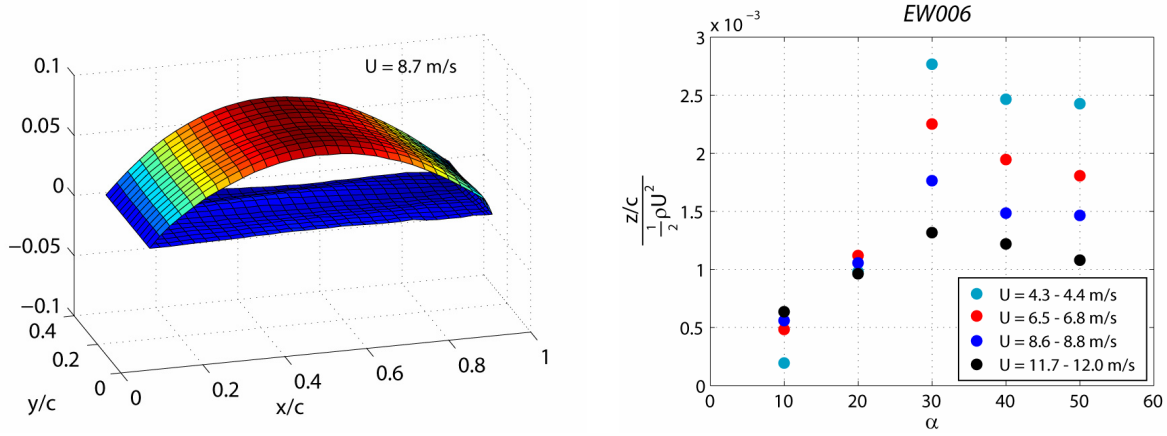 U = 8.7 m/s
0.1
0.05
0
−0.05
−0.1
0.4
0.2
0
y/c
0
0.2
0.4
0.6
0.8
1
x/c
EW006
x 10⁻³
3
2.5
2
1.5
1
0.5
0
z/c
½ρU²
0 10 20 30 40 50 60
α
U = 4.3 - 4.4 m/s
U = 6.5 - 6.8 m/s
U = 8.6 - 8.8 m/s
U = 11.7 - 12.0 m/s